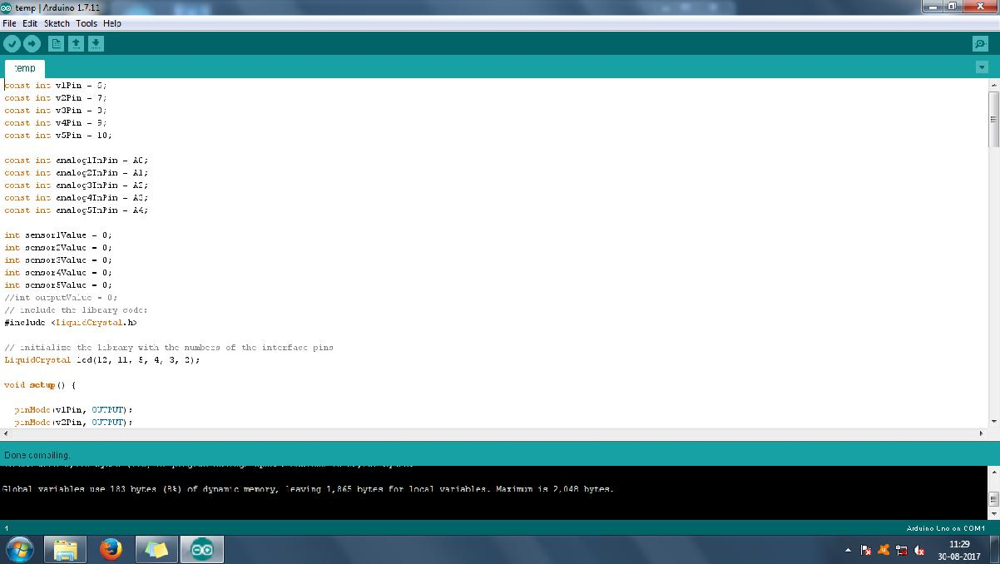 temp | Arduino 1.7.11
File Edit Sketch Tools Help
temp
const int v1Pin = 6;
const int v2Pin = 7;
const int v3Pin = 8;
const int v4Pin = 9;
const int v5Pin = 10;
const int analog1InPin = A0;
const int analog2InPin = A1;
const int analog3InPin = A2;
const int analog4InPin = A3;
const int analog5InPin = A4;
int sensor1Value = 0;
int sensor2Value = 0;
int sensor3Value = 0;
int sensor4Value = 0;
int sensor5Value = 0;
//int outputValue = 0;
// include the library code:
#include <LiquidCrystal.h>
// initialize the library with the numbers of the interface pins
LiquidCrystal lcd(12, 11, 5, 4, 3, 2);
void setup() {
pinMode(v1Pin, OUTPUT);
pinMode(v2Pin, OUTPUT);
Done compiling.
Global variables use 183 bytes (8%) of dynamic memory, leaving 1,865 bytes for local variables. Maximum is 2,048 bytes.
1
Arduino Uno on COM4
11:29
30-08-2017